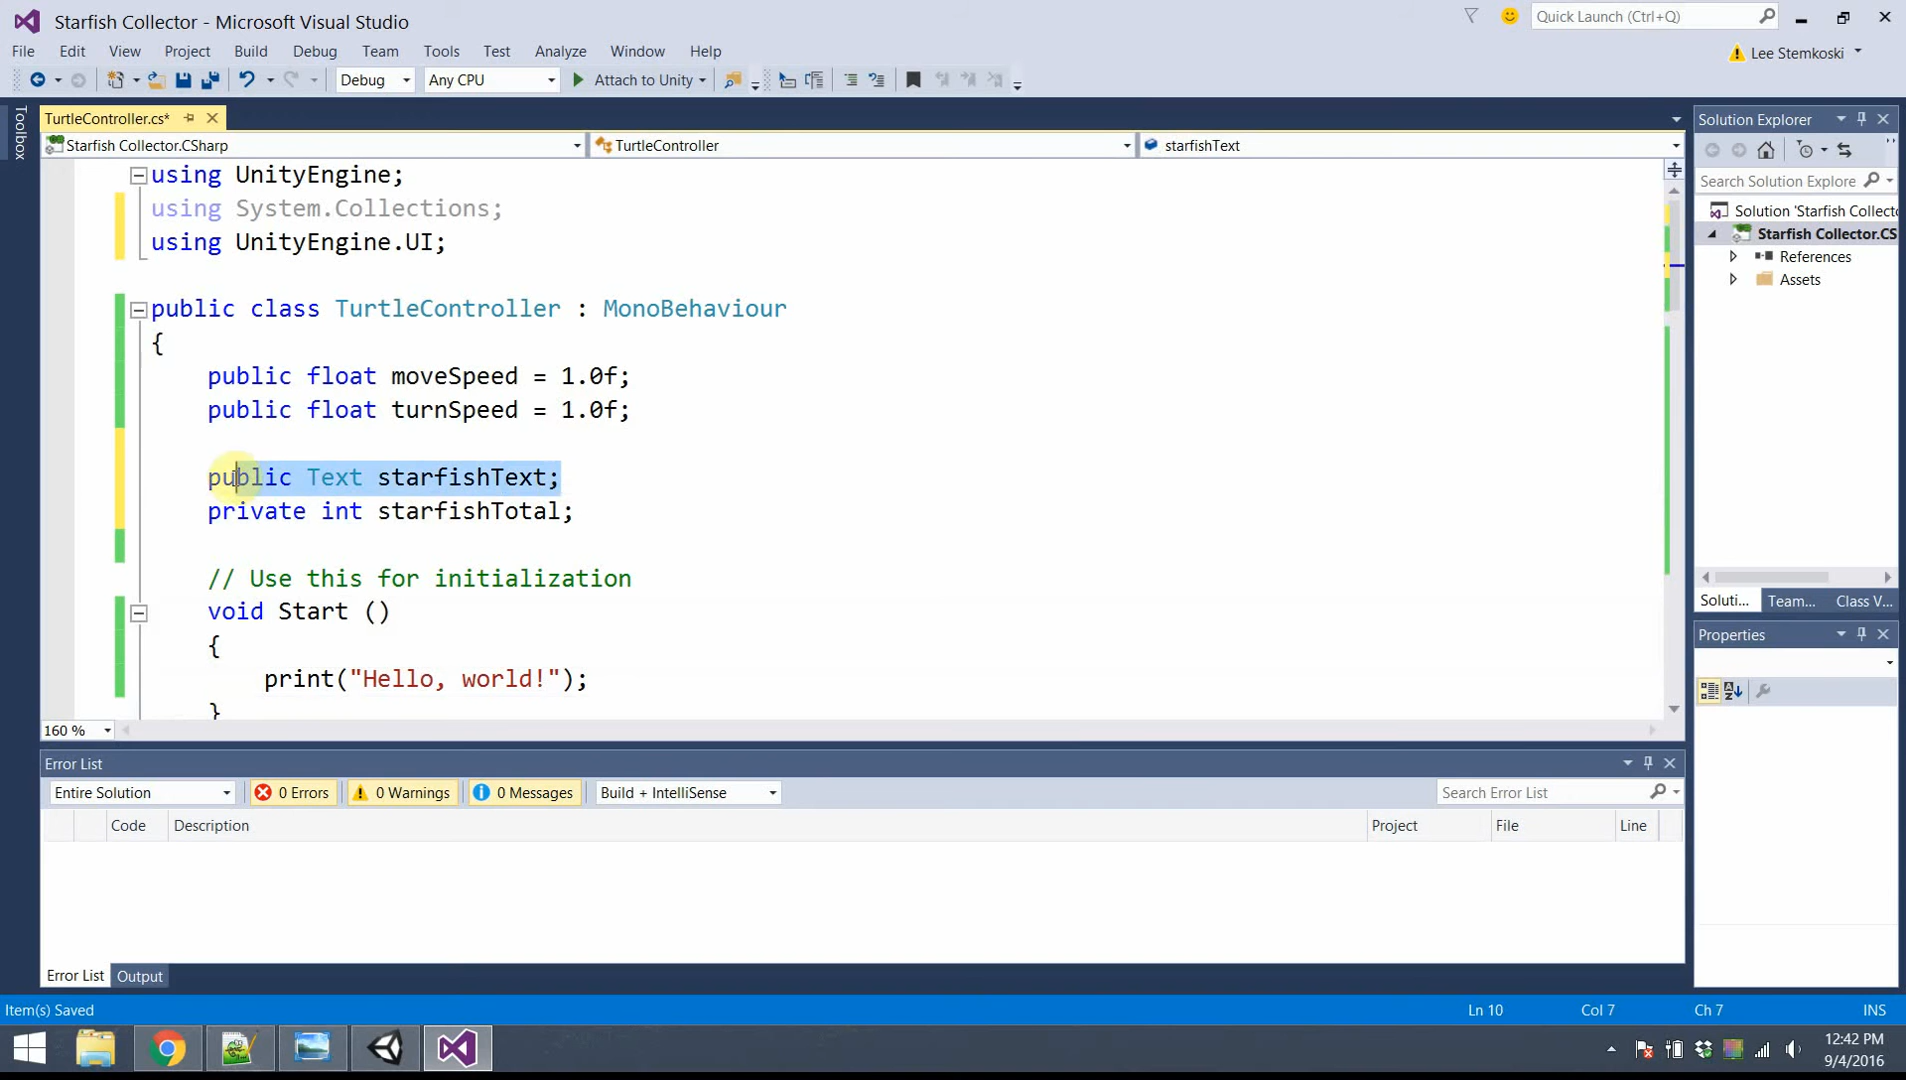 Starfish Collector - Microsoft Visual Studio
Quick Launch (Ctrl+Q)
File Edit View Project Build Debug Team Tools Test Analyze Window Help
Lee Stemkoski
Debug Any CPU Attach to Unity
Toolbox
TurtleController.cs*
Starfish Collector.CSharp TurtleController starfishText
using UnityEngine;
using System.Collections;
using UnityEngine.UI;
public class TurtleController : MonoBehaviour
{
public float moveSpeed = 1.0f;
public float turnSpeed = 1.0f;
public Text starfishText;
private int starfishTotal;
// Use this for initialization
void Start ()
{
print("Hello, world!");
}
160 %
Solution Explorer
Search Solution Explore
Solution 'Starfish Collecto
Starfish Collector.CS
References
Assets
Soluti... Team... Class V...
Properties
Error List
Entire Solution 0 Errors 0 Warnings 0 Messages Build + IntelliSense Search Error List
Code Description Project File Line
Error List Output
Item(s) Saved Ln 10 Col 7 Ch 7 INS
12:42 PM
9/4/2016